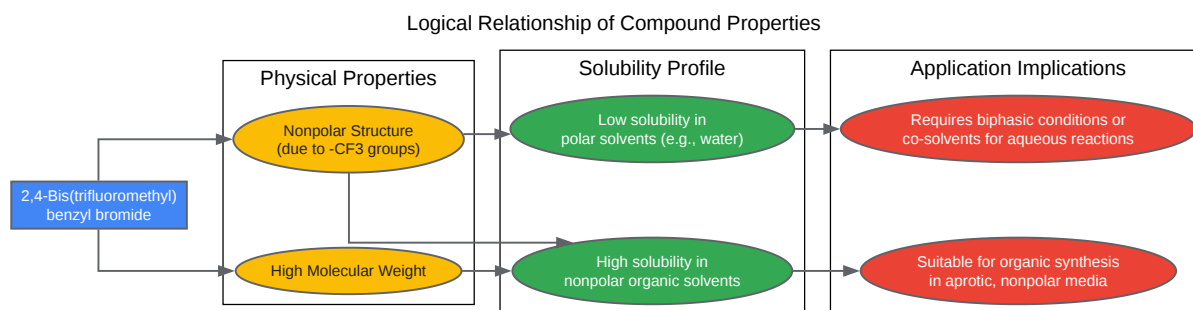 Logical Relationship of Compound Properties
Physical Properties
Solubility Profile
Application Implications
Nonpolar Structure
(due to -CF3 groups)
Low solubility in
polar solvents (e.g., water)
Requires biphasic conditions or
co-solvents for aqueous reactions
2,4-Bis(trifluoromethyl)
benzyl bromide
High Molecular Weight
High solubility in
nonpolar organic solvents
Suitable for organic synthesis
in aprotic, nonpolar media